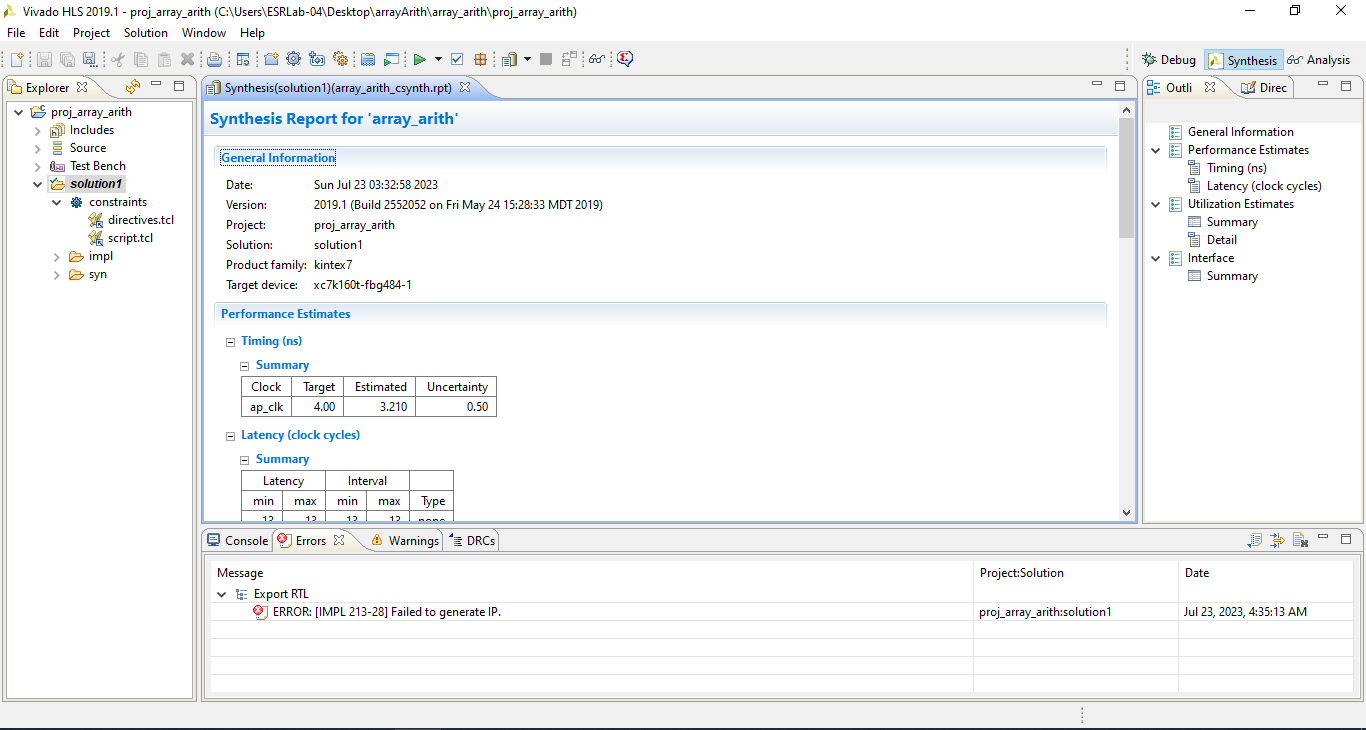 Vivado HLS 2019.1 - proj_array_arith (C:\Users\ESRLab-04\Desktop\arrayArith\array_arith\proj_array_arith)
File Edit Project Solution Window Help
Debug Synthesis Analysis
Explorer
proj_array_arith
Includes
Source
Test Bench
solution1
constraints
directives.tcl
script.tcl
impl
syn
Synthesis(solution1)(array_arith_csynth.rpt)
Synthesis Report for 'array_arith'
General Information
Date: Sun Jul 23 03:32:58 2023
Version: 2019.1 (Build 2552052 on Fri May 24 15:28:33 MDT 2019)
Project: proj_array_arith
Solution: solution1
Product family: kintex7
Target device: xc7k160t-fbg484-1
Performance Estimates
Timing (ns)
Summary
Clock Target Estimated Uncertainty
ap_clk 4.00 3.210 0.50
Latency (clock cycles)
Summary
Latency Interval
min max min max Type
13 13 13 13 none
Outli Direc
General Information
Performance Estimates
Timing (ns)
Latency (clock cycles)
Utilization Estimates
Summary
Detail
Interface
Summary
Console Errors Warnings DRCs
Message Project:Solution Date
Export RTL
ERROR: [IMPL 213-28] Failed to generate IP. proj_array_arith:solution1 Jul 23, 2023, 4:35:13 AM